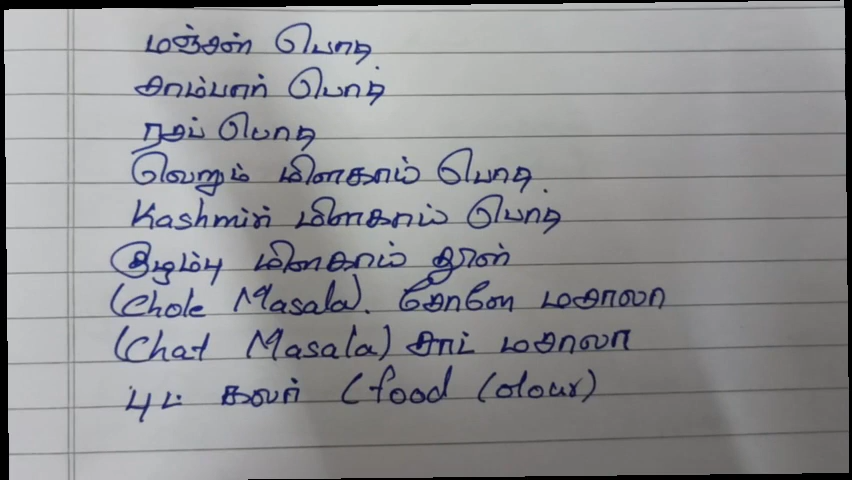 மஞ்சள் பொடி
சாம்பார் பொடி
ரசப் பொடி
வெறும் மிளகாய் பொடி
Kashmiri மிளகாய் பொடி
குழம்பு மிளகாய் தூள்
(Chole Masala). சோளே மசாலா
(Chat Masala) சாட் மசாலா
புட் கலர் (food Colour)